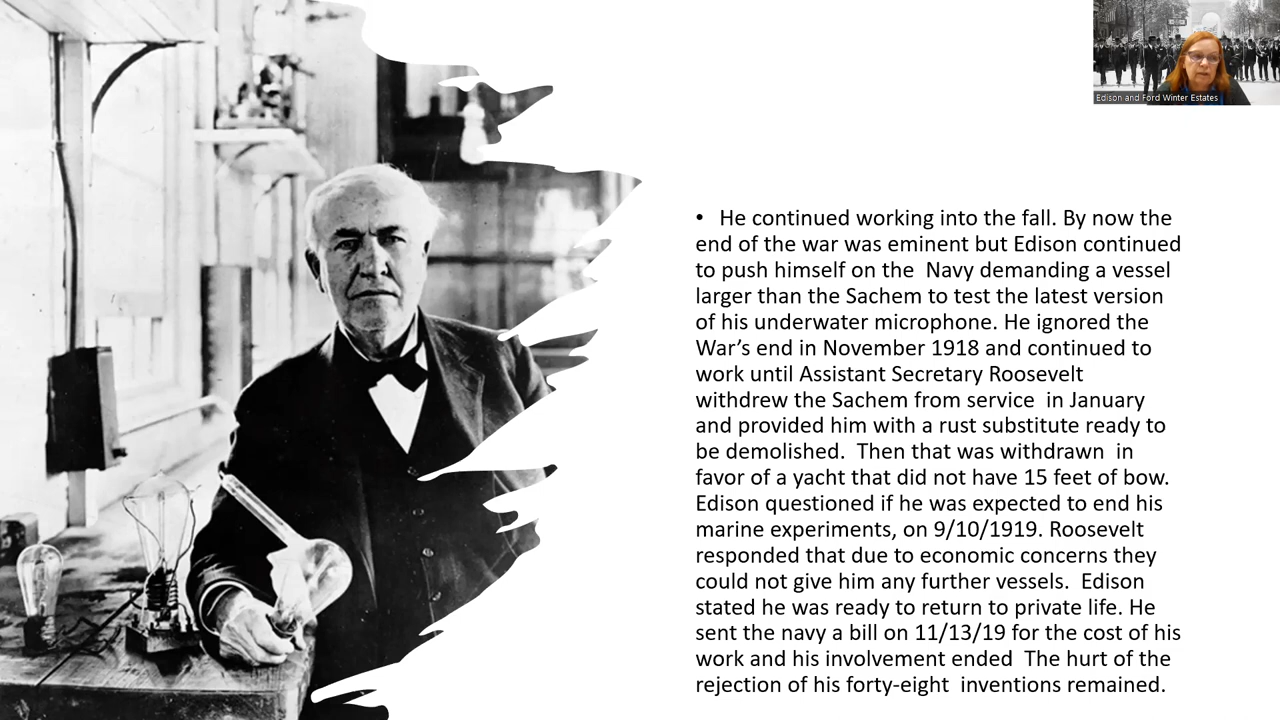 Edison and Ford Winter Estates
• He continued working into the fall. By now the
end of the war was eminent but Edison continued
to push himself on the  Navy demanding a vessel
larger than the Sachem to test the latest version
of his underwater microphone. He ignored the
War’s end in November 1918 and continued to
work until Assistant Secretary Roosevelt
withdrew the Sachem from service  in January
and provided him with a rust substitute ready to
be demolished.  Then that was withdrawn  in
favor of a yacht that did not have 15 feet of bow.
Edison questioned if he was expected to end his
marine experiments, on 9/10/1919. Roosevelt
responded that due to economic concerns they
could not give him any further vessels.  Edison
stated he was ready to return to private life. He
sent the navy a bill on 11/13/19 for the cost of his
work and his involvement ended  The hurt of the
rejection of his forty-eight  inventions remained.